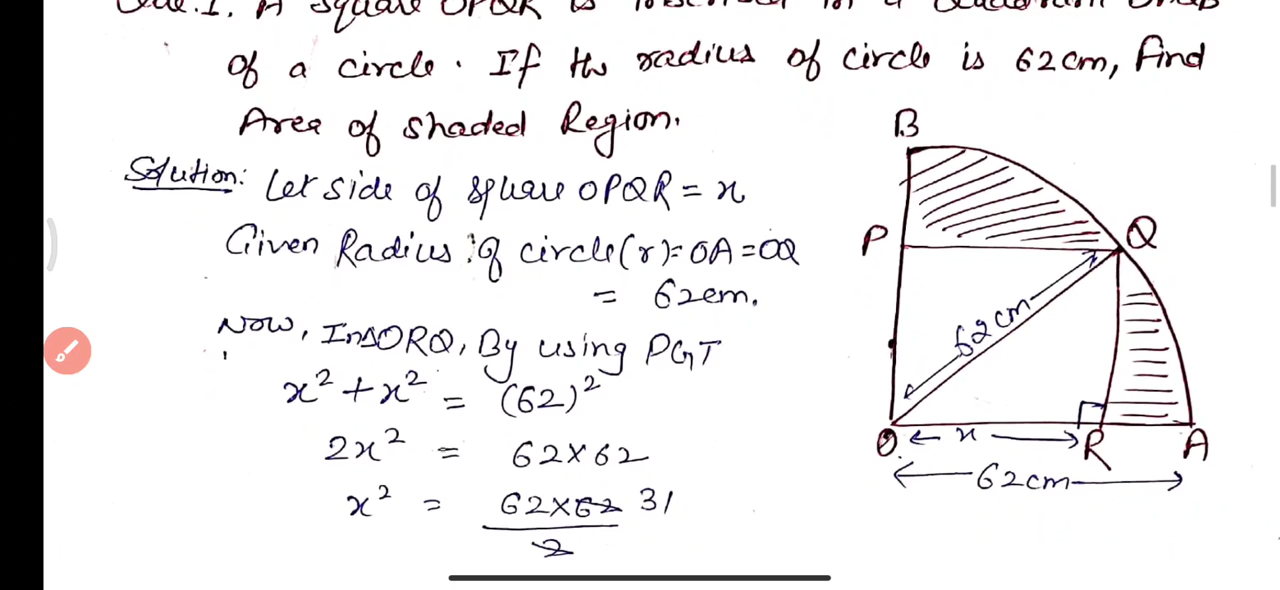 of a circle. If the radius of circle is 62cm, find
Area of shaded Region.
Solution: Let side of square OPQR = x
Given Radius of circle(r) = OA = OQ
= 62cm.
Now, In ΔORQ, By using PGT
x² + x² = (62)²
2x² = 62×62
x² = 62×62 31
2
B
P
Q
62cm
O
x
R
A
62cm